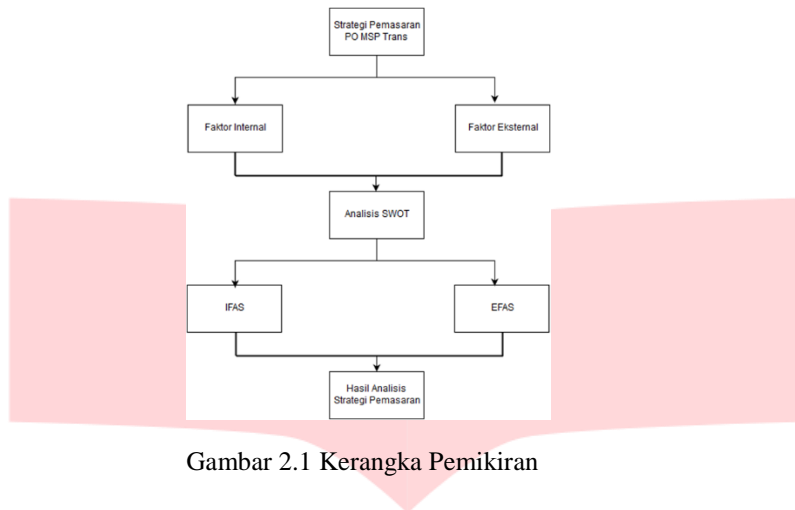 Strategi Pemasaran
PO MSP Trans
Faktor Internal
Faktor Eksternal
Analisis SWOT
IFAS
EFAS
Hasil Analisis
Strategi Pemasaran
Gambar 2.1 Kerangka Pemikiran